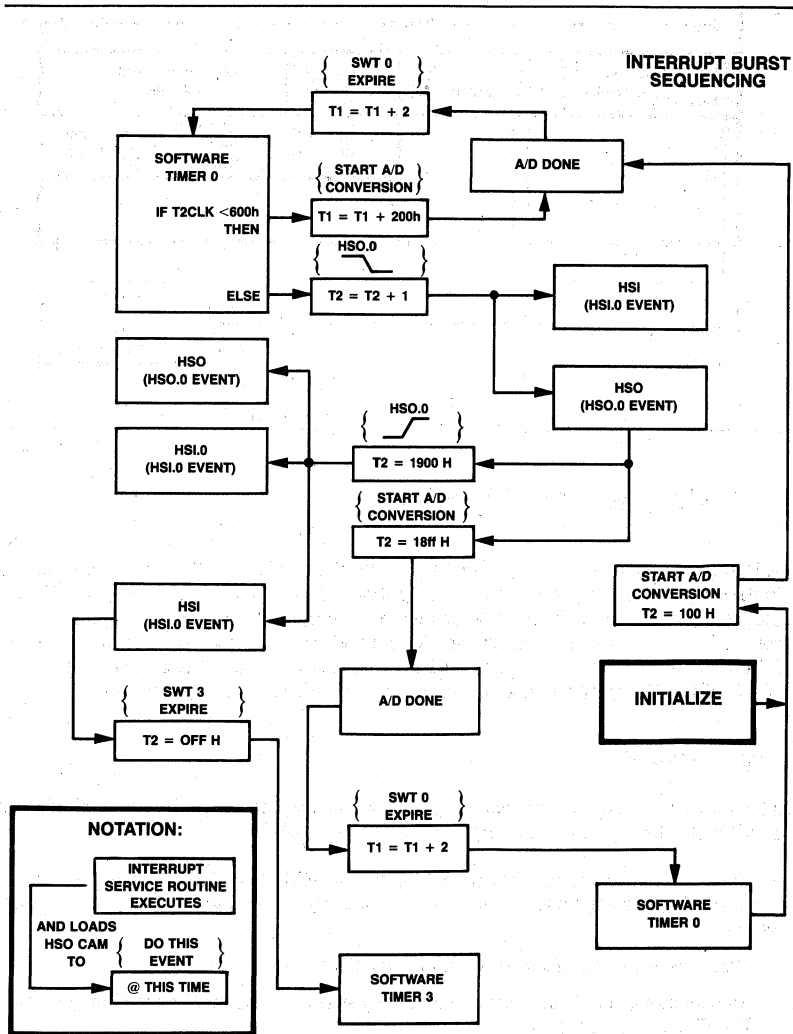 INTERRUPT BURST
SEQUENCING
SWT 0
EXPIRE
T1 = T1 + 2
SOFTWARE
TIMER 0
IF T2CLK <600h
THEN
ELSE
START A/D
CONVERSION
T1 = T1 + 200h
A/D DONE
HSO.0
T2 = T2 + 1
HSI
(HSI.0 EVENT)
HSO
(HSO.0 EVENT)
HSO
(HSO.0 EVENT)
HSI.0
(HSI.0 EVENT)
HSO.0
T2 = 1900 H
START A/D
CONVERSION
T2 = 18ff H
HSI
(HSI.0 EVENT)
START A/D
CONVERSION
T2 = 100 H
INITIALIZE
A/D DONE
SWT 3
EXPIRE
T2 = OFF H
SWT 0
EXPIRE
T1 = T1 + 2
SOFTWARE
TIMER 0
SOFTWARE
TIMER 3
NOTATION:
INTERRUPT
SERVICE ROUTINE
EXECUTES
AND LOADS
HSO CAM
TO
DO THIS
EVENT
@ THIS TIME